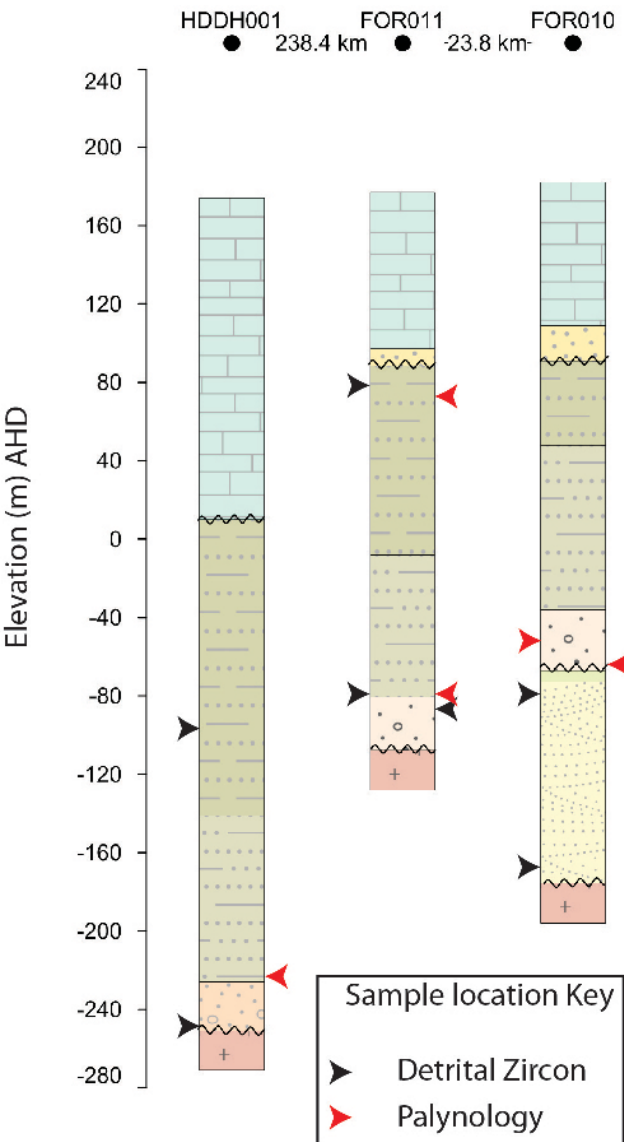 HDDH001 FOR011 FOR010
238.4 km -23.8 km-
240
200
160
120
80
40
0
-40
-80
-120
-160
-200
-240
-280
Elevation (m) AHD
Sample location Key
Detrital Zircon
Palynology